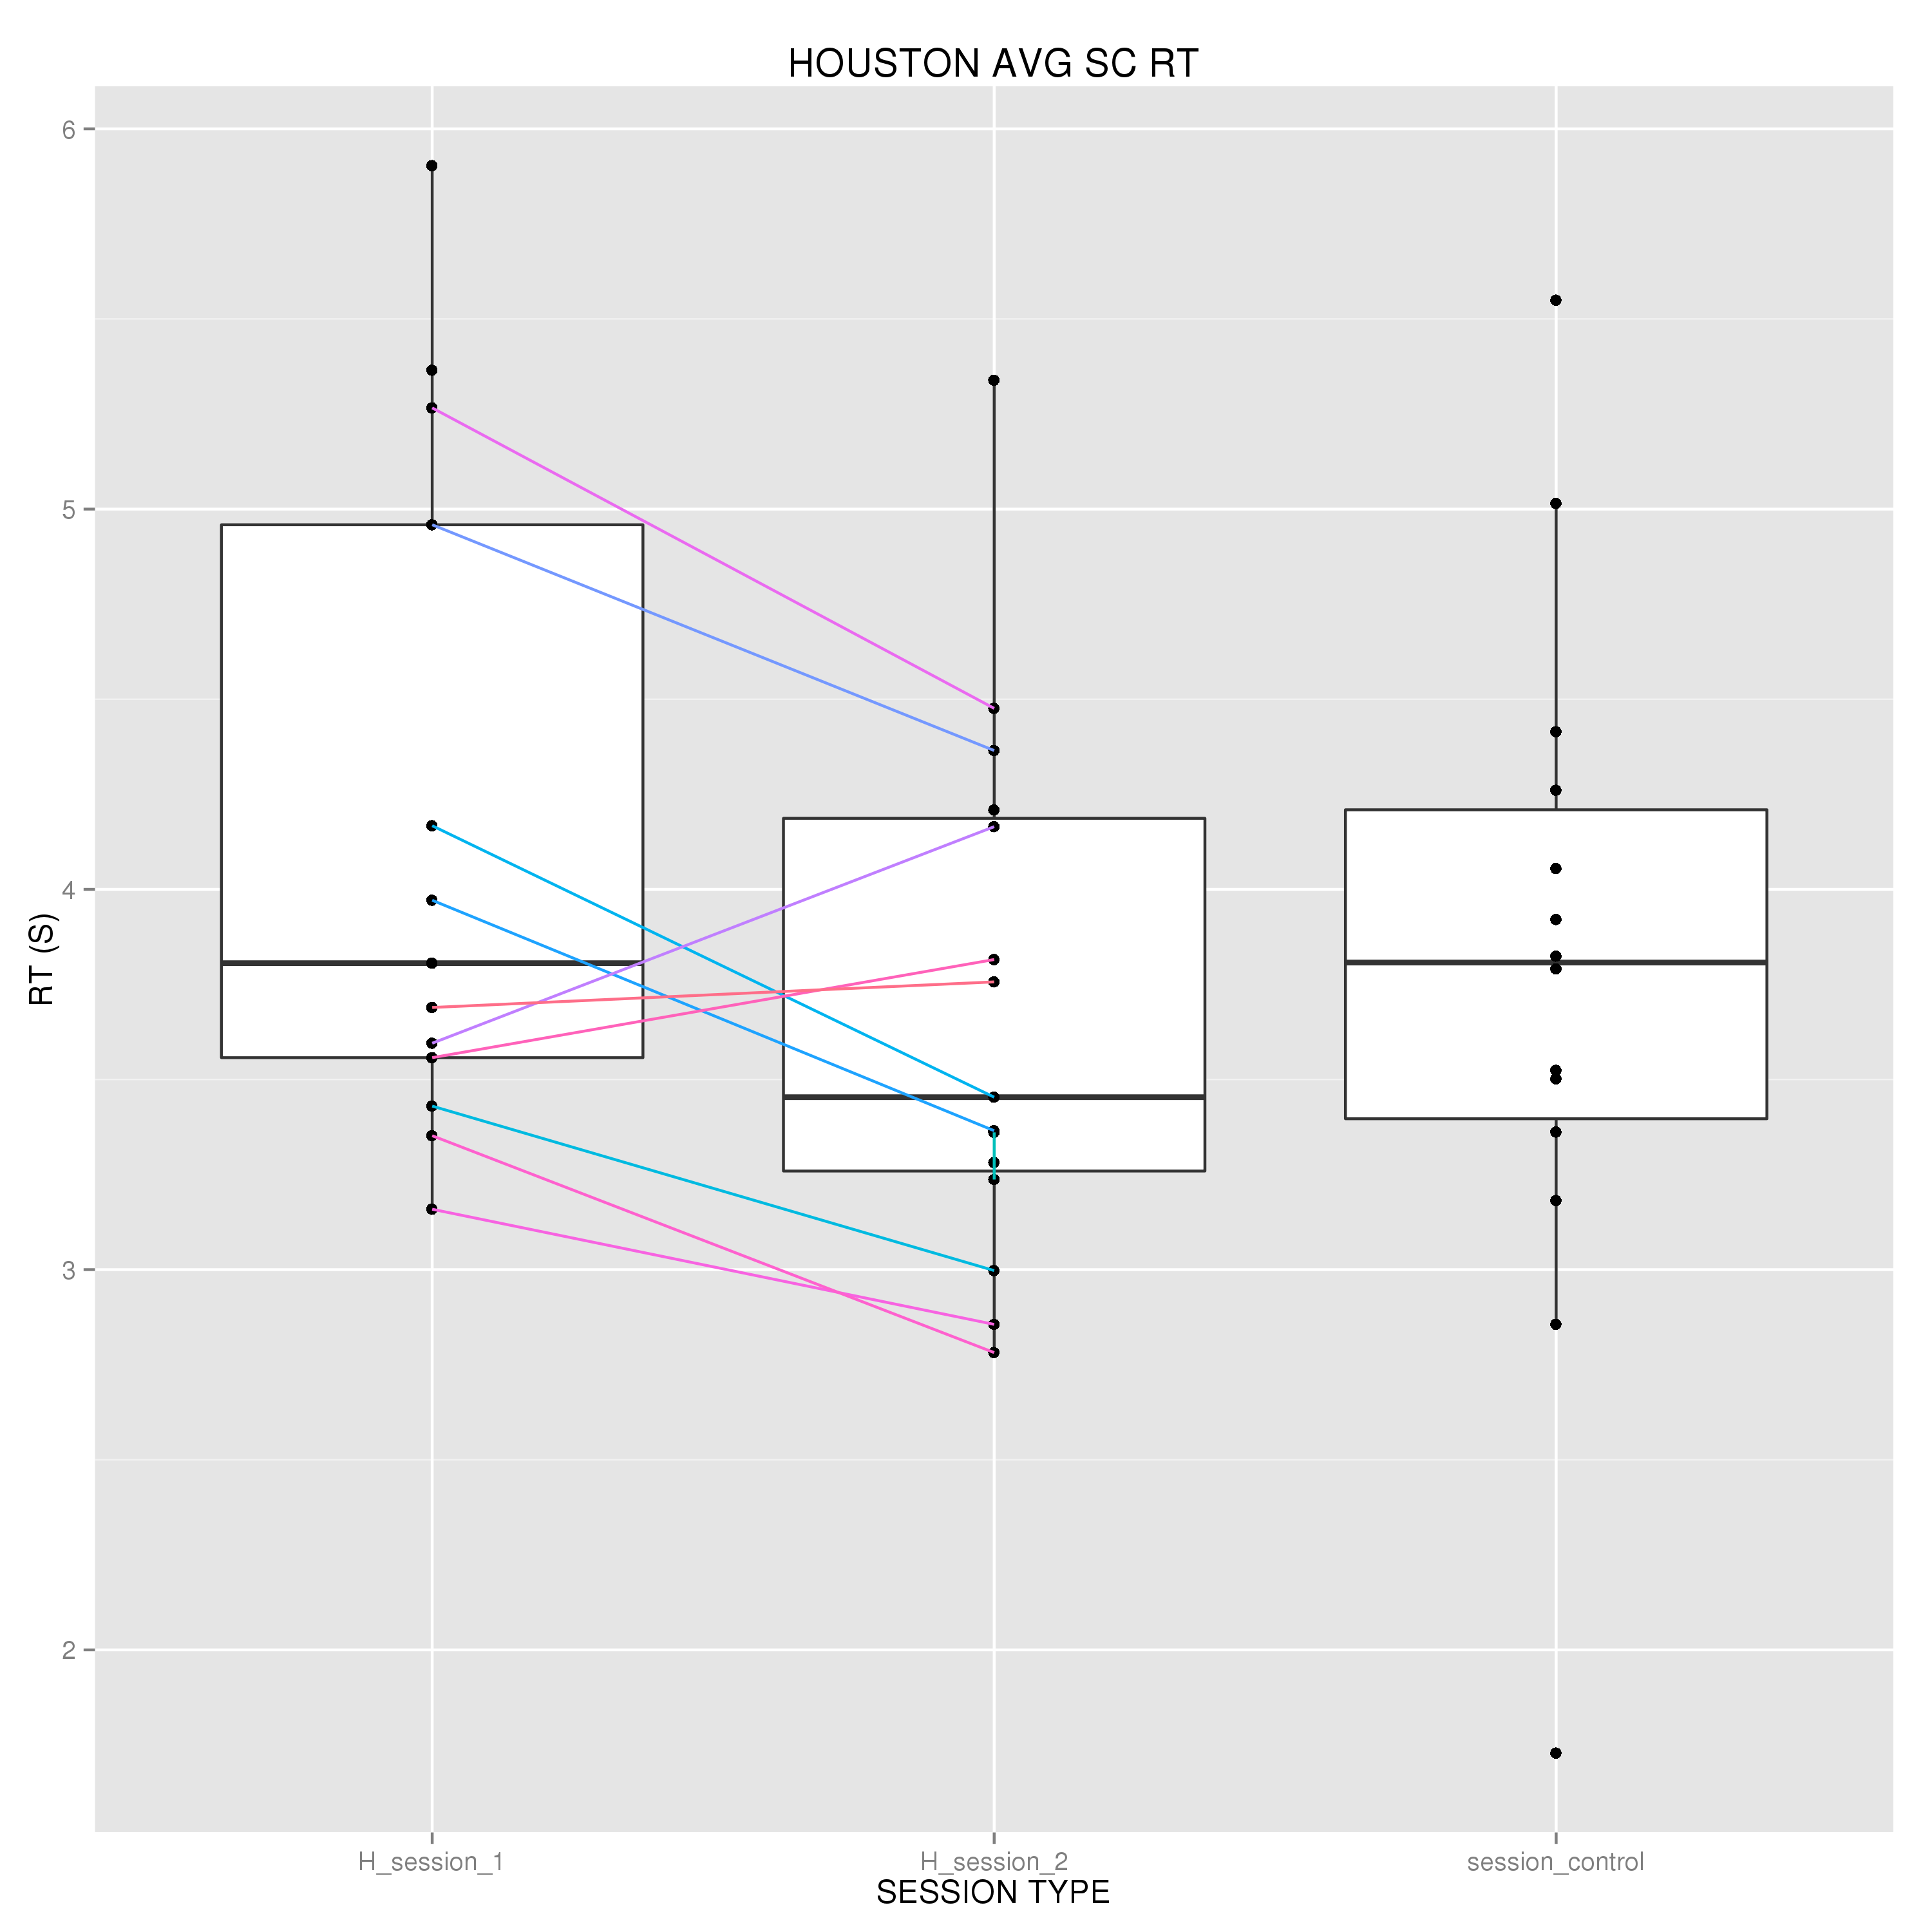 HOUSTON AVG SC RT
6
5
4
3
2
RT (S)
H_session_1
H_session_2
session_control
SESSION TYPE